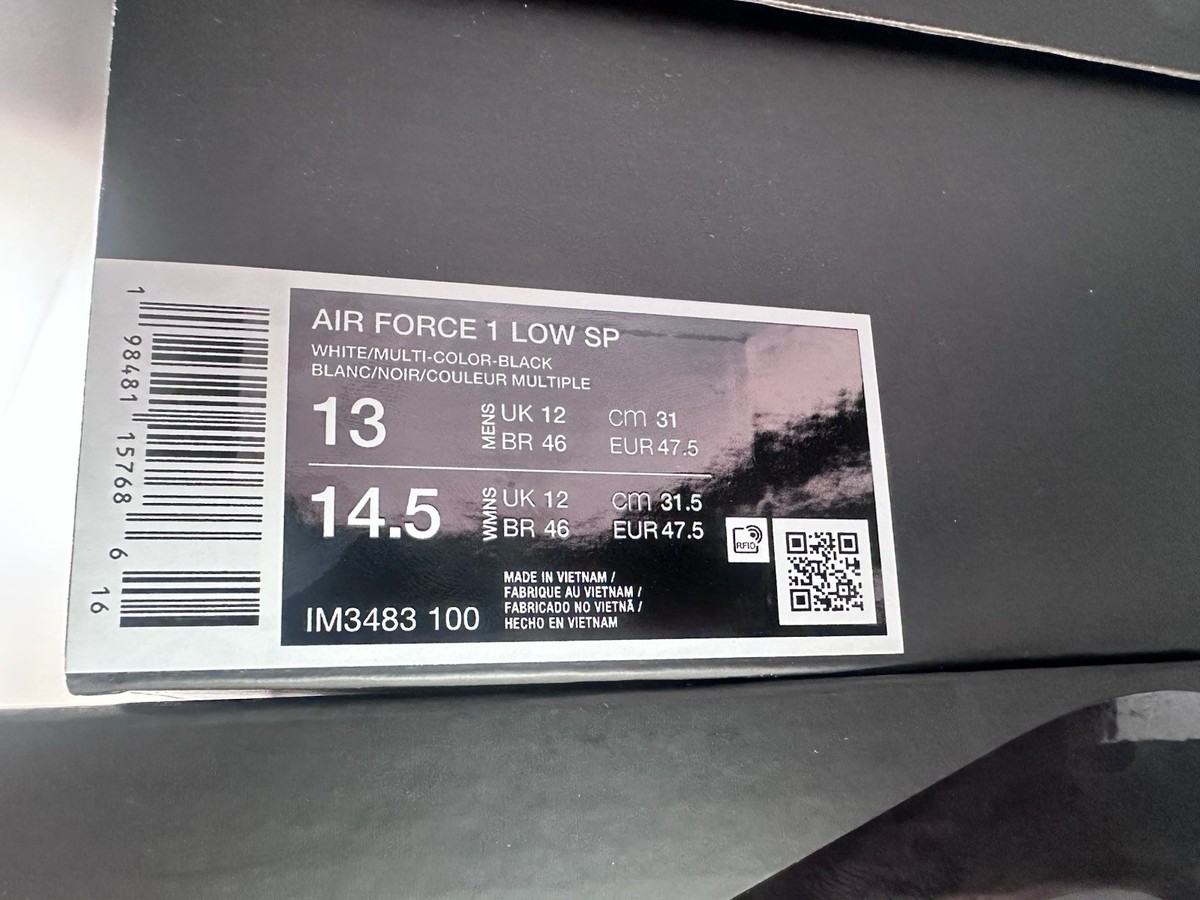 1
98481 15768
6
16
AIR FORCE 1 LOW SP
WHITE/MULTI-COLOR-BLACK
BLANC/NOIR/COULEUR MULTIPLE
13
MENS
UK 12 cm 31
BR 46 EUR 47.5
14.5
WMNS
UK 12 cm 31.5
BR 46 EUR 47.5
RFID
MADE IN VIETNAM /
FABRIQUE AU VIETNAM /
FABRICADO NO VIETNÃ /
HECHO EN VIETNAM
IM3483 100